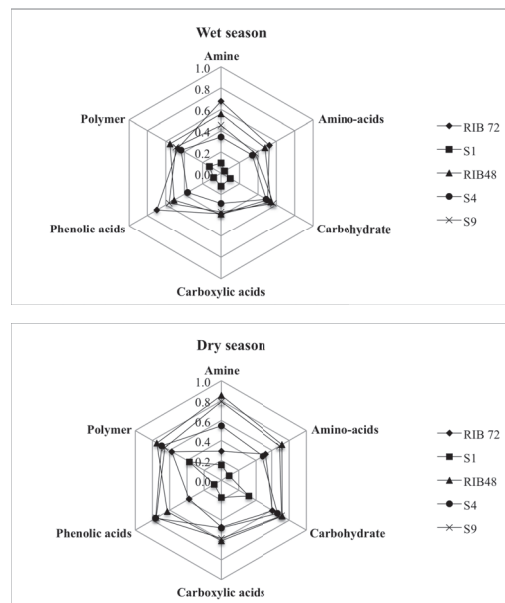 Wet season
Amine
1.0
0.8
0.6
0.4
0.2
0.0
Amino-acids
Carbohydrate
Carboxylic acids
Phenolic acids
Polymer
RIB 72
S1
RIB48
S4
S9
Dry season
Amine
1.0
0.8
0.6
0.4
0.2
0.0
Amino-acids
Carbohydrate
Carboxylic acids
Phenolic acids
Polymer
RIB 72
S1
RIB48
S4
S9